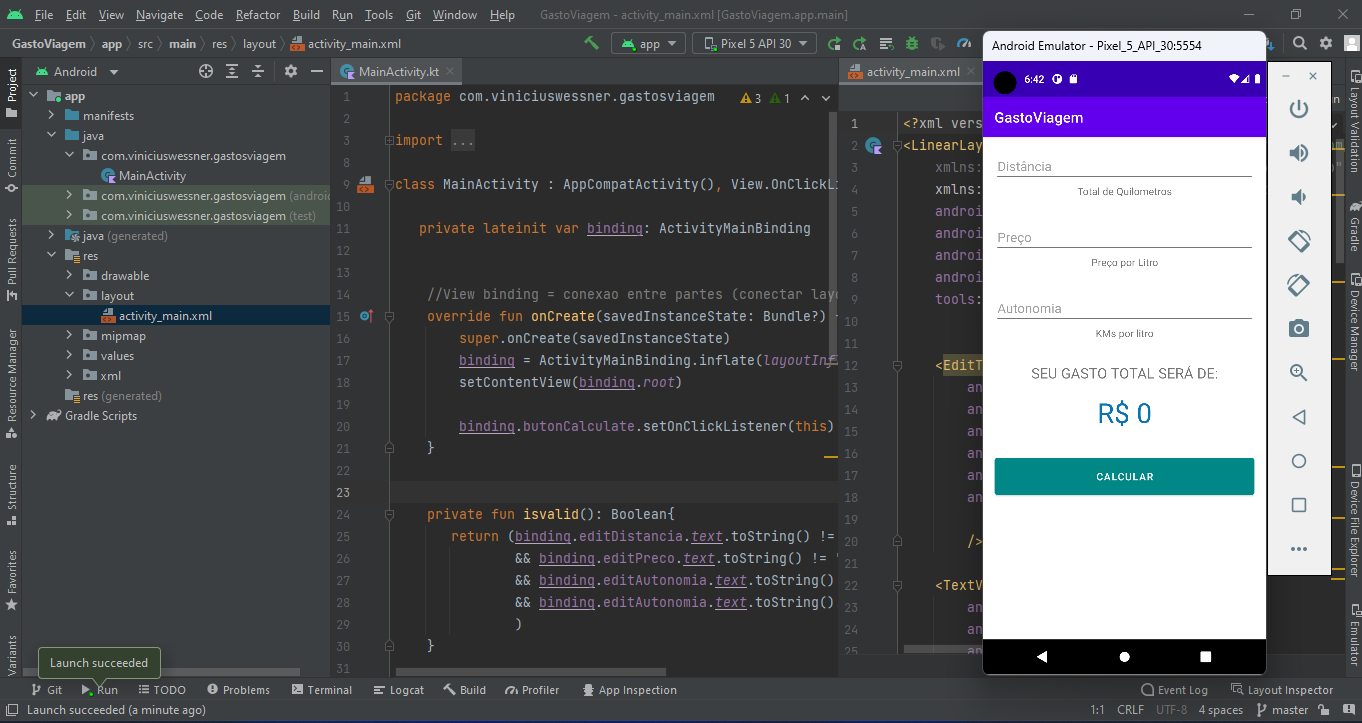 File Edit View Navigate Code Refactor Build Run Tools Git Window Help GastoViagem - activity_main.xml [GastoViagem.app.main]
GastoViagem app src main res layout activity_main.xml
app Pixel 5 API 30
Android
Project
Commit
Pull Requests
Resource Manager
Structure
Favorites
Variants
app
manifests
java
com.viniciuswessner.gastosviagem
MainActivity
com.viniciuswessner.gastosviagem (androi
com.viniciuswessner.gastosviagem (test)
java (generated)
res
drawable
layout
activity_main.xml
mipmap
values
xml
res (generated)
Gradle Scripts
MainActivity.kt
1 package com.viniciuswessner.gastosviagem 3 1
2
3 import ...
8
9 class MainActivity : AppCompatActivity(), View.OnClickLi
10
11 private lateinit var binding: ActivityMainBinding
12
13
14 //View binding = conexao entre partes (conectar layo
15 override fun onCreate(savedInstanceState: Bundle?)
16 super.onCreate(savedInstanceState)
17 binding = ActivityMainBinding.inflate(layoutInf
18 setContentView(binding.root)
19
20 binding.butonCalculate.setOnClickListener(this)
21 }
22
23
24 private fun isvalid(): Boolean{
25 return (binding.editDistancia.text.toString() !=
26 && binding.editPreco.text.toString() != "
27 && binding.editAutonomia.text.toString()
28 && binding.editAutonomia.text.toString()
29 )
30 }
31
activity_main.xml
1 <?xml vers
2 <LinearLay
3 xmlns:
4 xmlns:
5 androi
6 androi
7 androi
8 androi
9 tools:
10
11
12 <EditT
13 an
14 an
15 an
16 an
17 an
18 an
19
20 />
21
22 <TextV
23 an
24 an
25 an
Android Emulator - Pixel_5_API_30:5554
6:42
GastoViagem
Distância
Total de Quilometros
Preço
Preço por Litro
Autonomia
KMs por litro
SEU GASTO TOTAL SERÁ DE:
R$ 0
CALCULAR
Layout Validation
Gradle
Device Manager
Device File Explorer
Emulator
Launch succeeded
Git Run TODO Problems Terminal Logcat Build Profiler App Inspection Event Log Layout Inspector
Launch succeeded (a minute ago) 1:1 CRLF UTF-8 4 spaces master